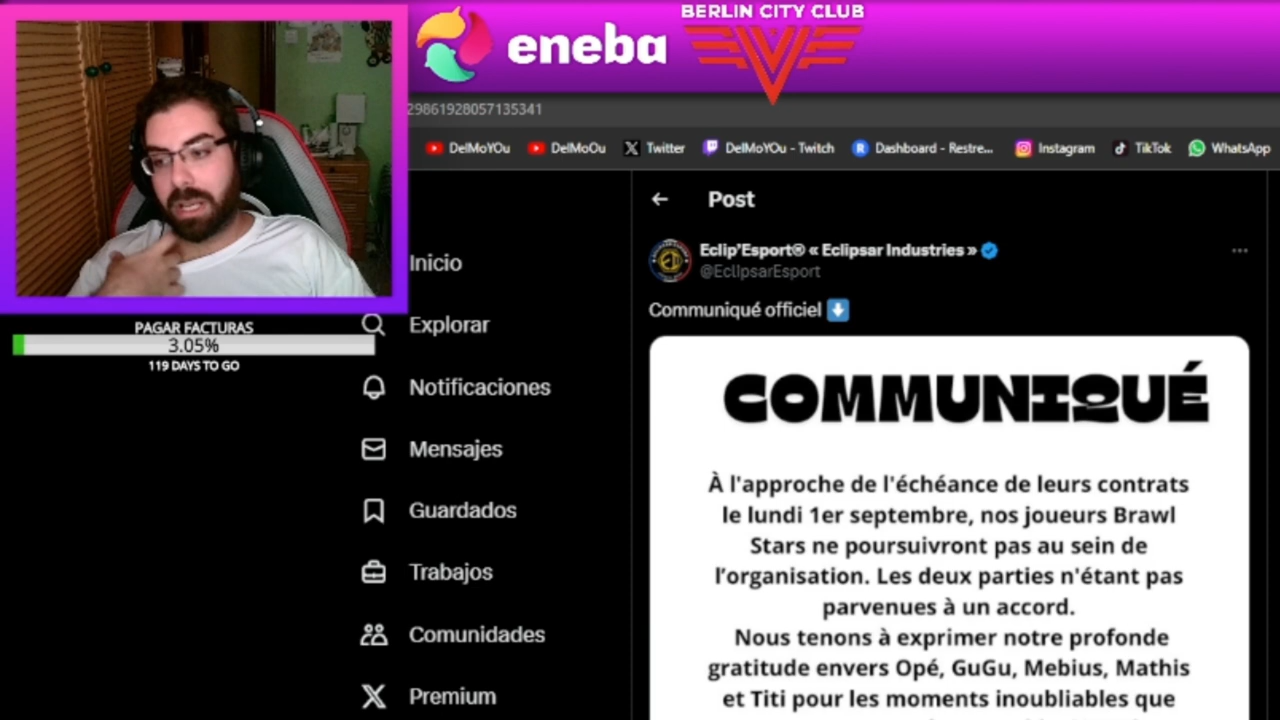 BERLIN CITY CLUB
eneba
29861928057135341
DelMoYOu
DelMoOu
Twitter
DelMoYOu - Twitch
Dashboard - Restre...
Instagram
TikTok
WhatsApp
Post
Eclip'Esport® « Eclipsar Industries »
@EclipsarEsport
Communiqué officiel
Inicio
Explorar
Notificaciones
Mensajes
Guardados
Trabajos
Comunidades
Premium
PAGAR FACTURAS
3.05%
119 DAYS TO GO
COMMUNIQUÉ
À l'approche de l'échéance de leurs contrats
le lundi 1er septembre, nos joueurs Brawl
Stars ne poursuivront pas au sein de
l'organisation. Les deux parties n'étant pas
parvenues à un accord.
Nous tenons à exprimer notre profonde
gratitude envers Opé, GuGu, Mebius, Mathis
et Titi pour les moments inoubliables que